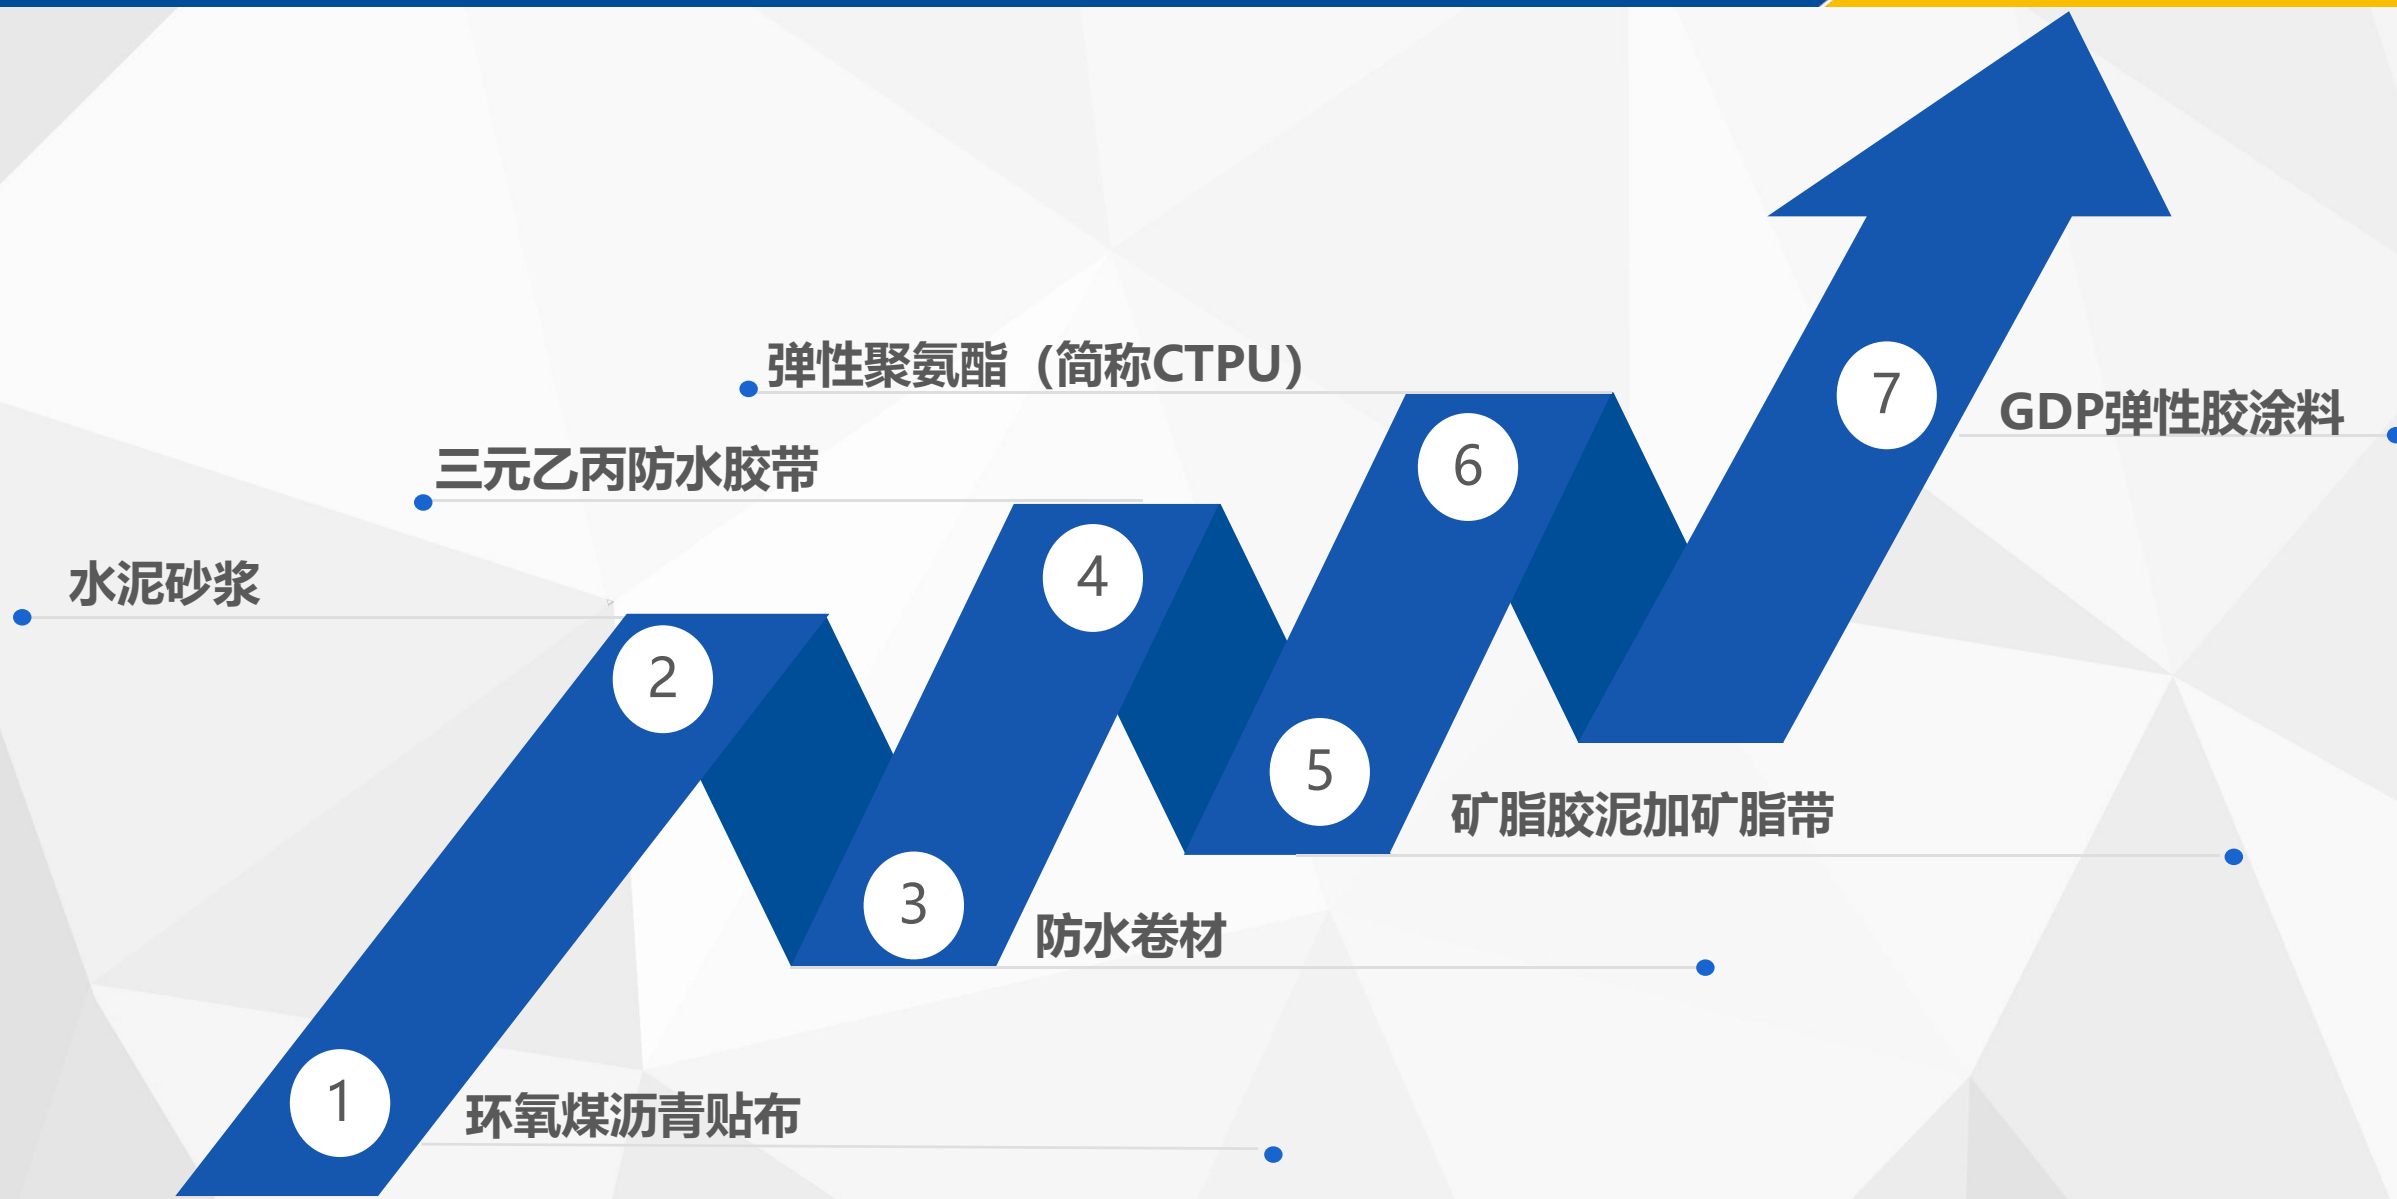 弹性聚氨酯（简称CTPU）
7
GDP弹性胶涂料
三元乙丙防水胶带
6
水泥砂浆
4
2
5
矿脂胶泥加矿脂带
3
防水卷材
1
环氧煤沥青贴布